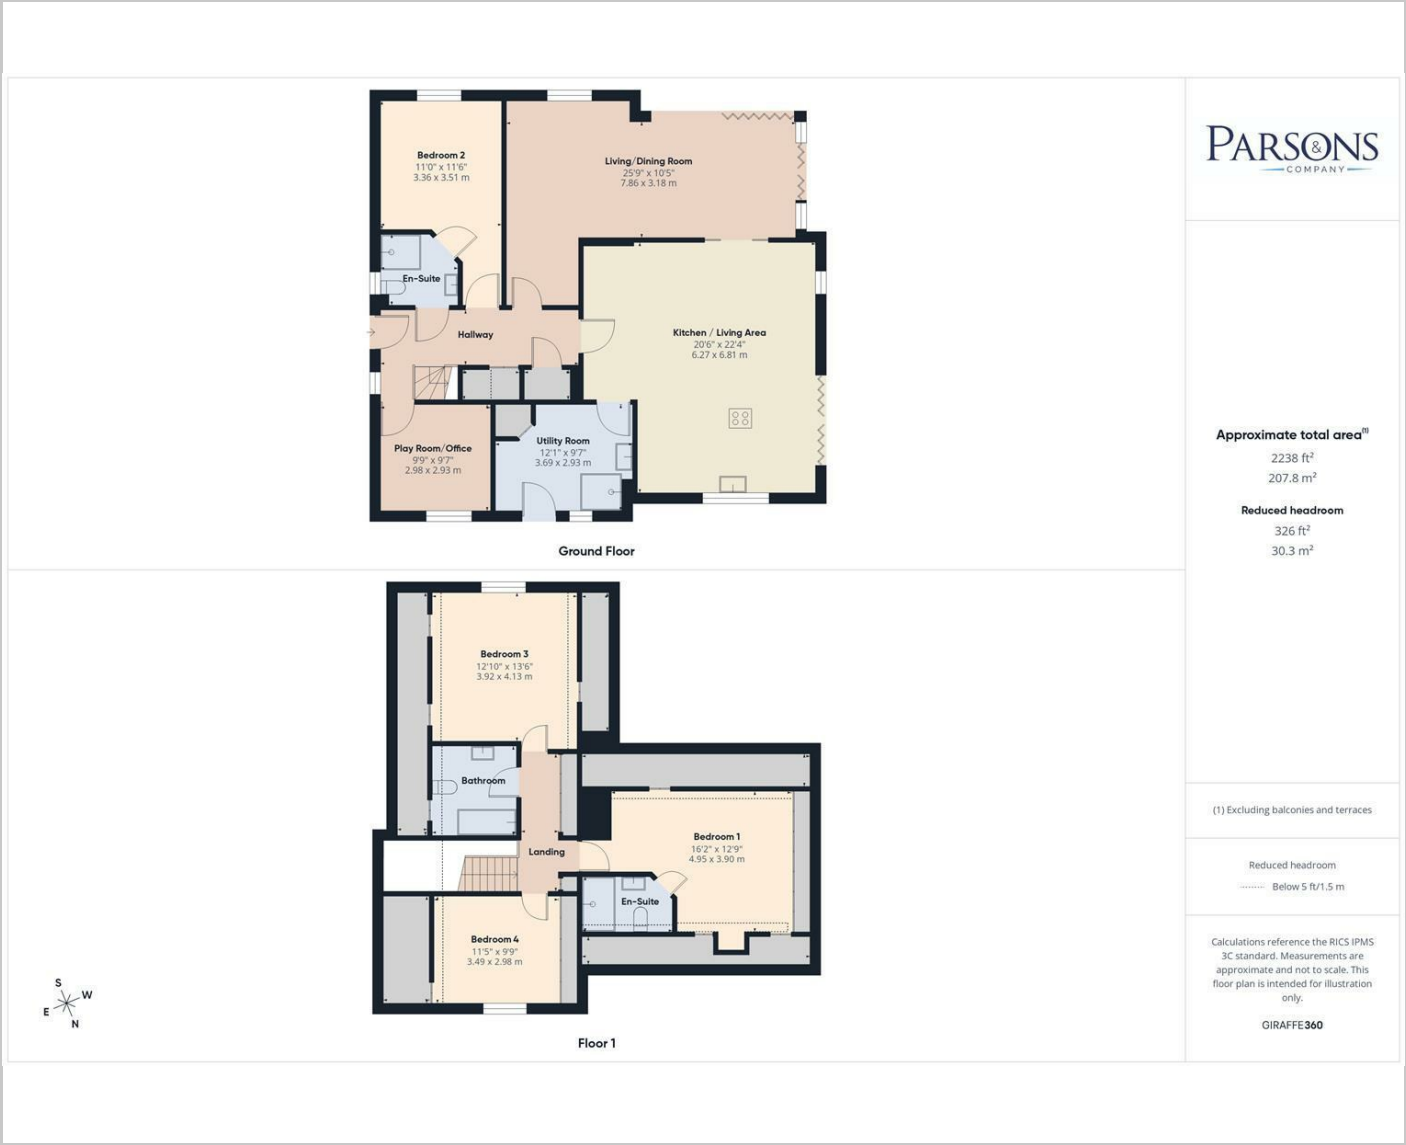 Bedroom 2
11'0" x 11'6"
3.36 x 3.51 m
Living/Dining Room
25'9" x 10'5"
7.86 x 3.18 m
En-Suite
Hallway
Kitchen / Living Area
20'6" x 22'4"
6.27 x 6.81 m
Play Room/Office
9'9" x 9'7"
2.98 x 2.93 m
Utility Room
12'1" x 9'7"
3.69 x 2.93 m
Ground Floor
Bedroom 3
12'10" x 13'6"
3.92 x 4.13 m
Bathroom
Landing
Bedroom 1
16'2" x 12'9"
4.95 x 3.90 m
En-Suite
Bedroom 4
11'5" x 9'9"
3.49 x 2.98 m
Floor 1
S
W
E
N
PARSONS
&
COMPANY
Approximate total area(1)
2238 ft²
207.8 m²
Reduced headroom
326 ft²
30.3 m²
(1) Excluding balconies and terraces
Reduced headroom
Below 5 ft/1.5 m
Calculations reference the RICS IPMS
3C standard. Measurements are
approximate and not to scale. This
floor plan is intended for illustration
only.
GIRAFFE360